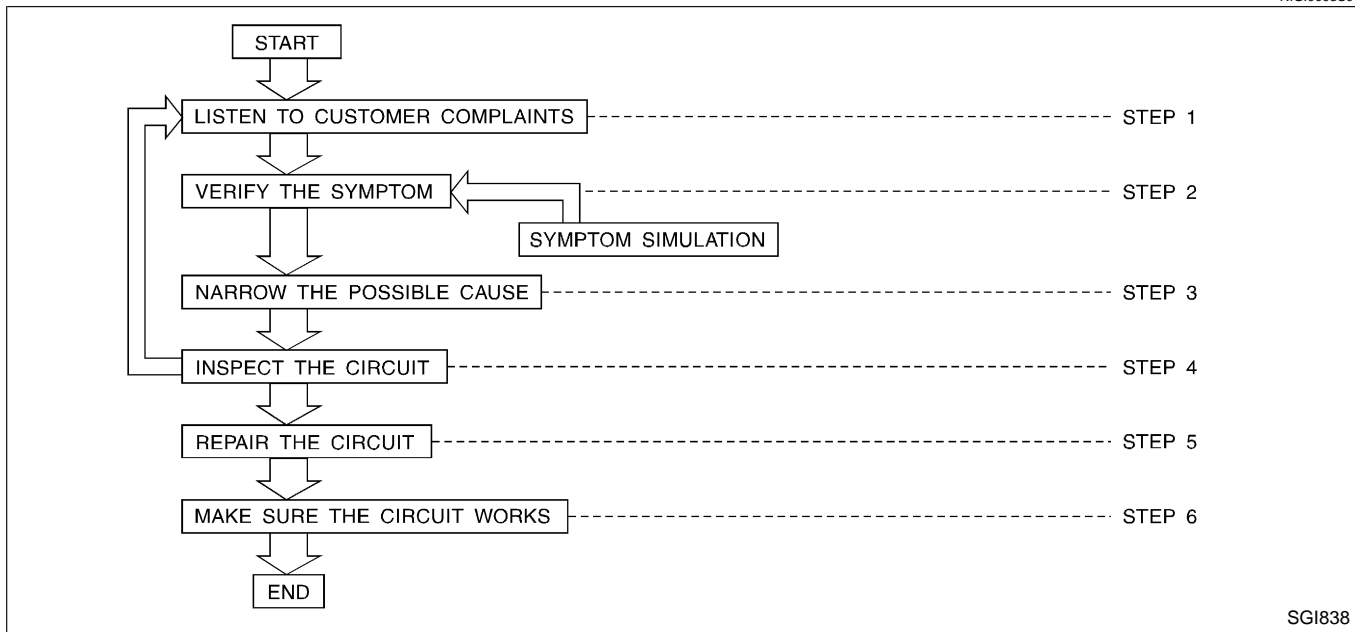 START
LISTEN TO CUSTOMER COMPLAINTS STEP 1
VERIFY THE SYMPTOM STEP 2
SYMPTOM SIMULATION
NARROW THE POSSIBLE CAUSE STEP 3
INSPECT THE CIRCUIT STEP 4
REPAIR THE CIRCUIT STEP 5
MAKE SURE THE CIRCUIT WORKS STEP 6
END
SGI838